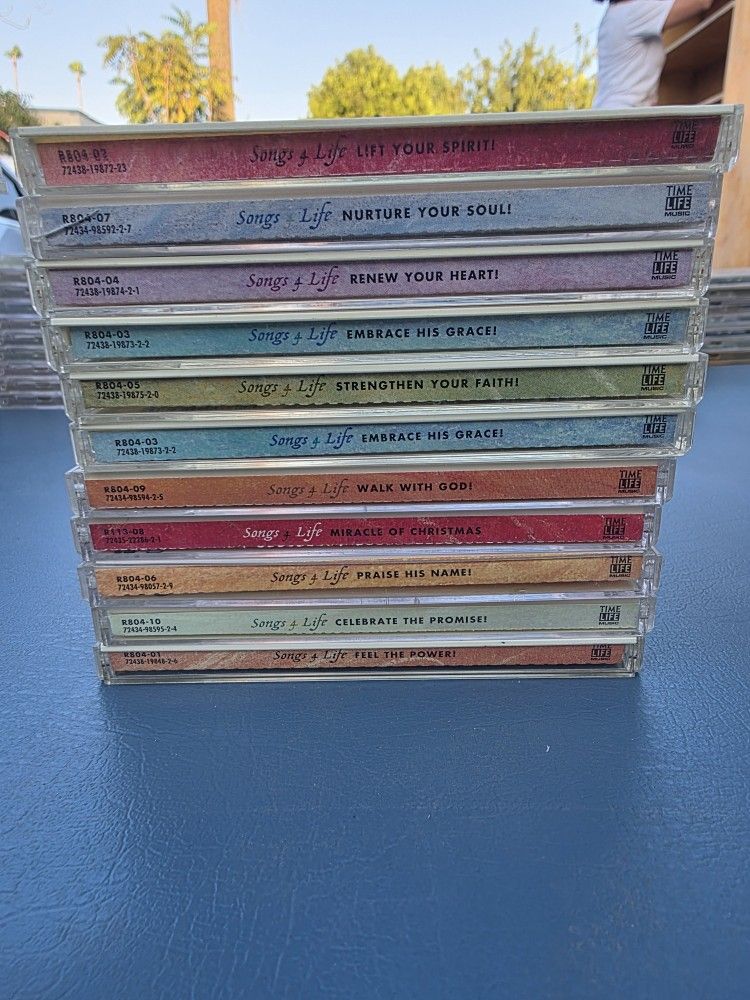 R804-02
72438-19872-23
Songs 4 Life LIFT YOUR SPIRIT!
TIME
LIFE
MUSIC
R804-07
72434-98592-2-7
Songs 4 Life NURTURE YOUR SOUL!
TIME
LIFE
MUSIC
R804-04
72438-19874-2-1
Songs 4 Life RENEW YOUR HEART!
TIME
LIFE
MUSIC
R804-03
72438-19873-2-2
Songs 4 Life EMBRACE HIS GRACE!
TIME
LIFE
MUSIC
R804-05
72438-19875-2-0
Songs 4 Life STRENGTHEN YOUR FAITH!
TIME
LIFE
MUSIC
R804-03
72438-19873-2-2
Songs 4 Life EMBRACE HIS GRACE!
TIME
LIFE
MUSIC
R804-09
72434-98594-2-5
Songs 4 Life WALK WITH GOD!
TIME
LIFE
MUSIC
R113-08
72435-22286-2-1
Songs 4 Life MIRACLE OF CHRISTMAS
TIME
LIFE
MUSIC
R804-06
72434-98057-2-9
Songs 4 Life PRAISE HIS NAME!
TIME
LIFE
MUSIC
R804-10
72434-98595-2-4
Songs 4 Life CELEBRATE THE PROMISE!
TIME
LIFE
MUSIC
R804-01
72438-19848-2-6
Songs 4 Life FEEL THE POWER!
TIME
LIFE
MUSIC